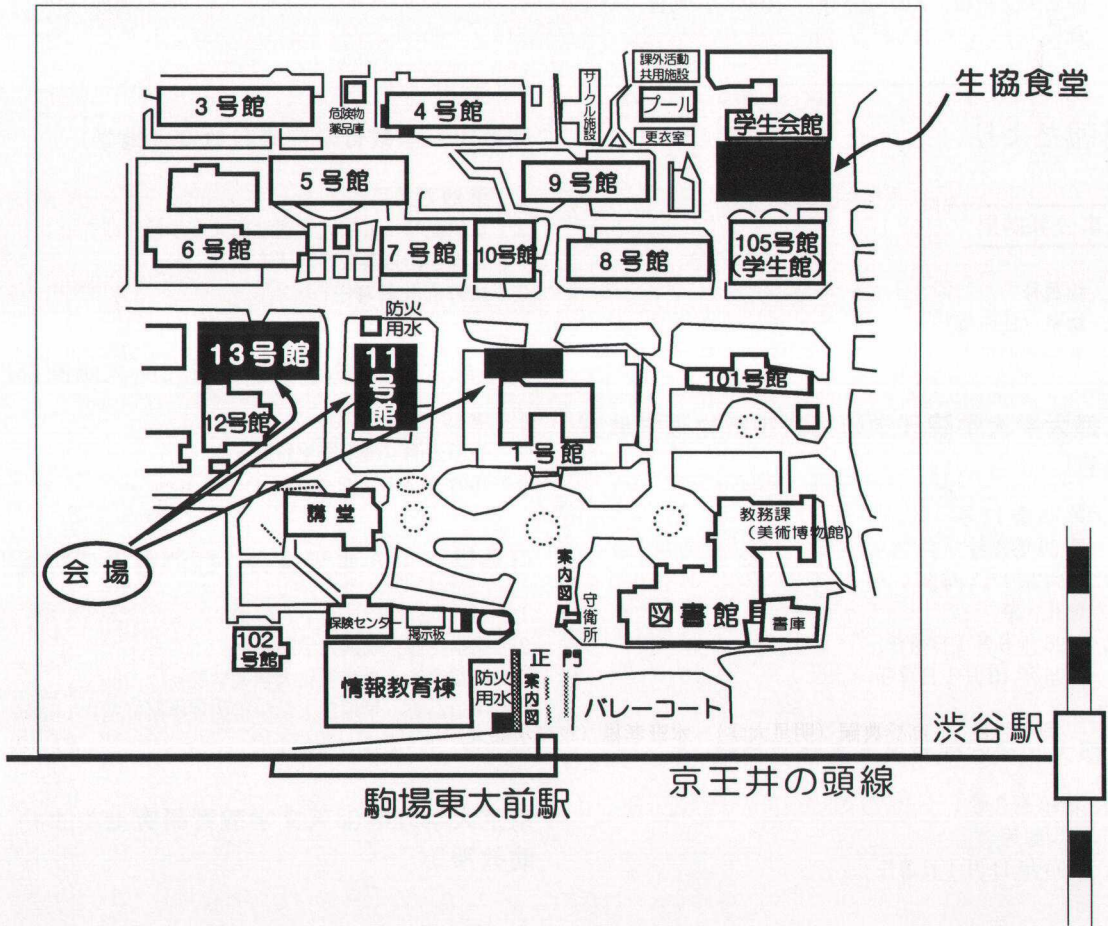 課外活動
共用施設
サークル施設
プール
更衣室
学生会館
生協食堂
3号館
危険物
薬品庫
4号館
5号館
9号館
6号館
7号館
10号館
8号館
105号館
(学生館)
防火
用水
13号館
11
号
館
101号館
12号館
1号館
講堂
教務課
(美術博物館)
会場
案内図
守衛所
図書館
書庫
保険センター
掲示板
102
号館
情報教育棟
防火
用水
正門
案内図
バレーコート
渋谷駅
京王井の頭線
駒場東大前駅